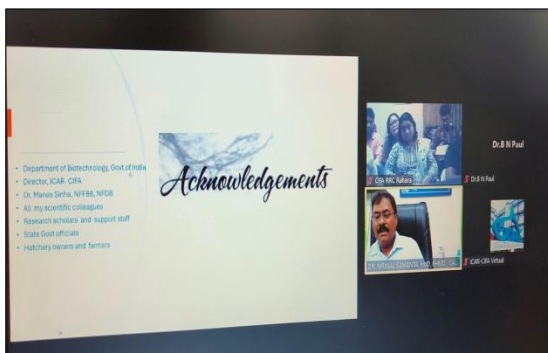 Acknowledgements
• Department of Biotechnology, Govt.of India
• Director, ICAR- CIFA
• Dr. Manas Sinha, NFFBB, NFDB
• All my scientific colleagues
• Research scholars and support staff
• State Govt officials
• Hatchery owners and farmers
CIFA RRC Rahara
Dr.B N Paul
Dr.B N Paul
ICAR-CIFA Virtual